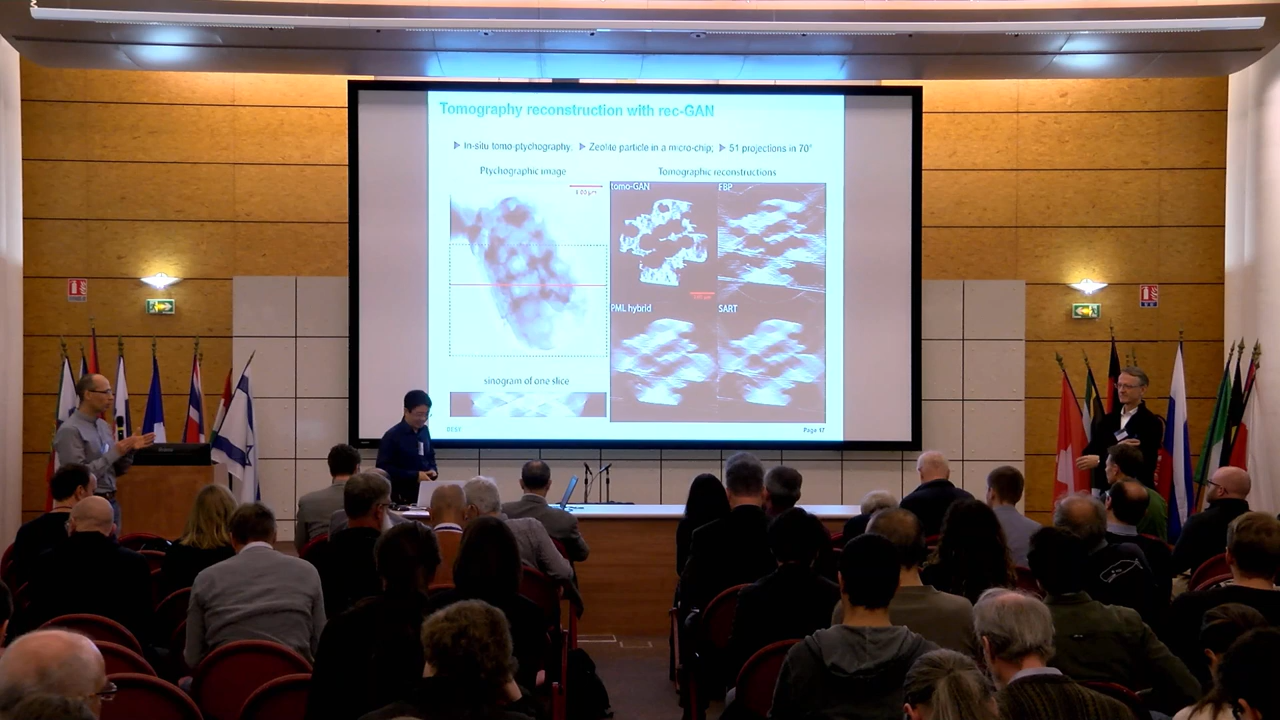 Tomography reconstruction with rec-GAN
In-situ tomo-ptychography; Zeolite particle in a micro-chip; 51 projections in 70°
Ptychographic image
Tomographic reconstructions
tomo-GAN
FBP
PML hybrid
SART
sinogram of one slice
DESY
Page 17